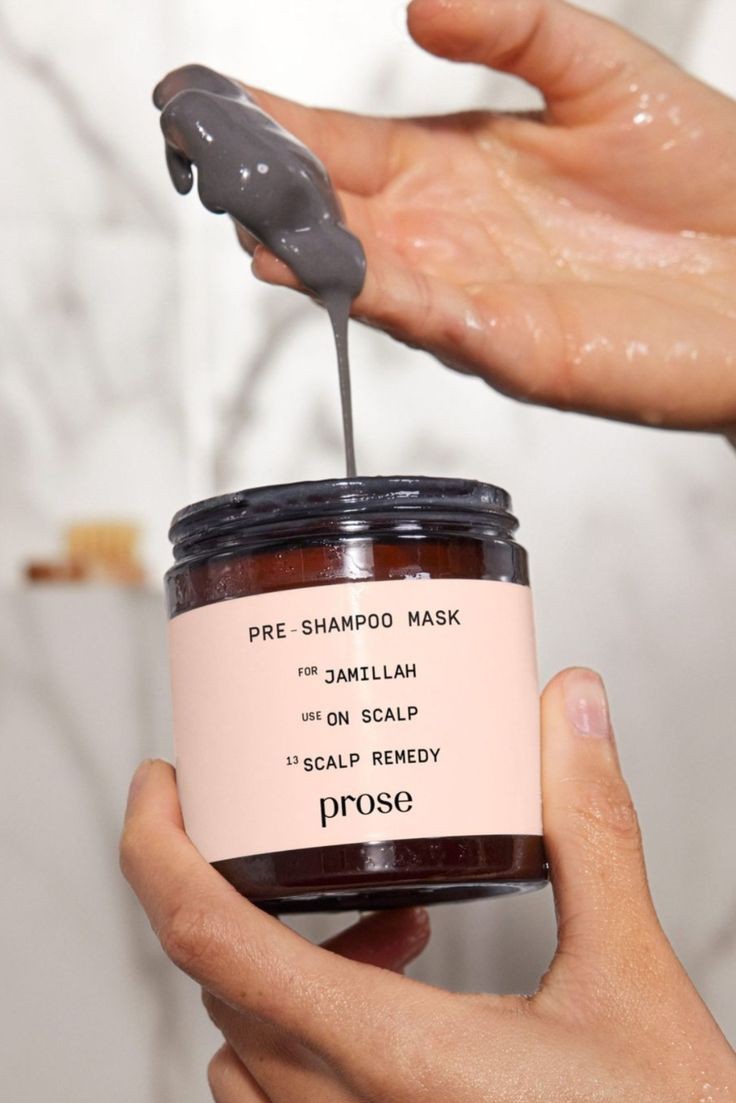 PRE-SHAMPOO MASK
FOR JAMILLAH
USE ON SCALP
13 SCALP REMEDY
prose